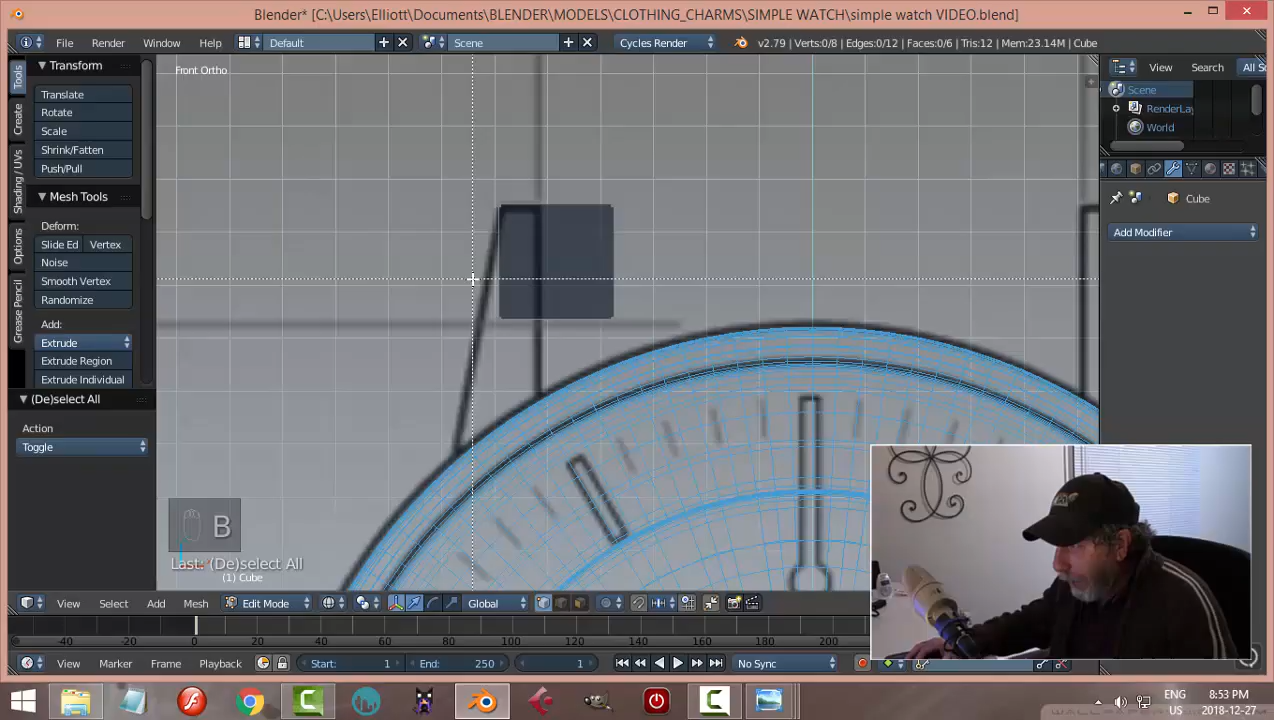 Blender* [C:\Users\Elliott\Documents\BLENDER\MODELS\CLOTHING_CHARMS\SIMPLE WATCH\simple watch VIDEO.blend]
File Render Window Help Default Scene Cycles Render v2.79 | Verts:0/8 | Edges:0/12 | Faces:0/6 | Tris:12 | Mem:23.14M | Cube
Tools
Create
Shading / UVs
Options
Grease Pencil
Transform
Translate
Rotate
Scale
Shrink/Fatten
Push/Pull
Mesh Tools
Deform:
Slide Ed Vertex
Noise
Smooth Vertex
Randomize
Add:
Extrude
Extrude Region
Extrude Individual
(De)select All
Action
Toggle
Front Ortho
B
Last: (De)select All
(1) Cube
View Search All S
Scene
RenderLay
World
Cube
Add Modifier
View Select Add Mesh Edit Mode Global
-40 -20 0 20 40 60 80 100 120 140 160 180 200
View Marker Frame Playback Start: 1 End: 250 1 No Sync
ENG
US
8:53 PM
2018-12-27